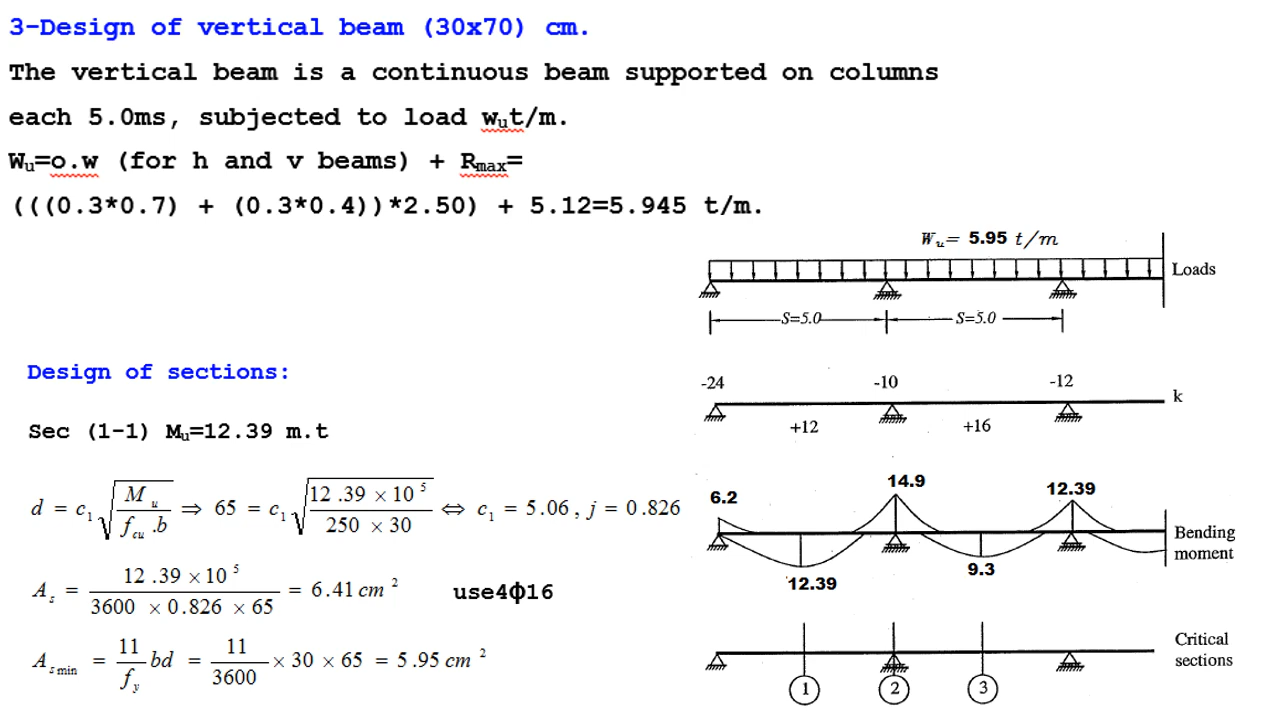 3-Design of vertical beam (30x70) cm.
The vertical beam is a continuous beam supported on columns
each 5.0ms, subjected to load wᵤt/m.
Wᵤ=o.w (for h and v beams) + Rₘₐₓ=
(((0.3*0.7) + (0.3*0.4))*2.50) + 5.12=5.945 t/m.
Wᵤ= 5.95 t/m
Loads
S=5.0 S=5.0
Design of sections:
-24 -10 -12
k
+12 +16
Sec (1-1) Mᵤ=12.39 m.t
d = c₁ √(M u / f cu .b) ⇒ 65 = c₁ √(12 .39 × 10 ⁵ / 250 × 30) ⇔ c₁ = 5.06 , j = 0.826
A s = 12 .39 × 10 ⁵ / 3600 × 0.826 × 65 = 6.41 cm ² use4ϕ16
A s min = 11 / f y bd = 11 / 3600 × 30 × 65 = 5.95 cm ²
6.2 14.9 12.39
Bending
moment
12.39 9.3
Critical
sections
1 2 3